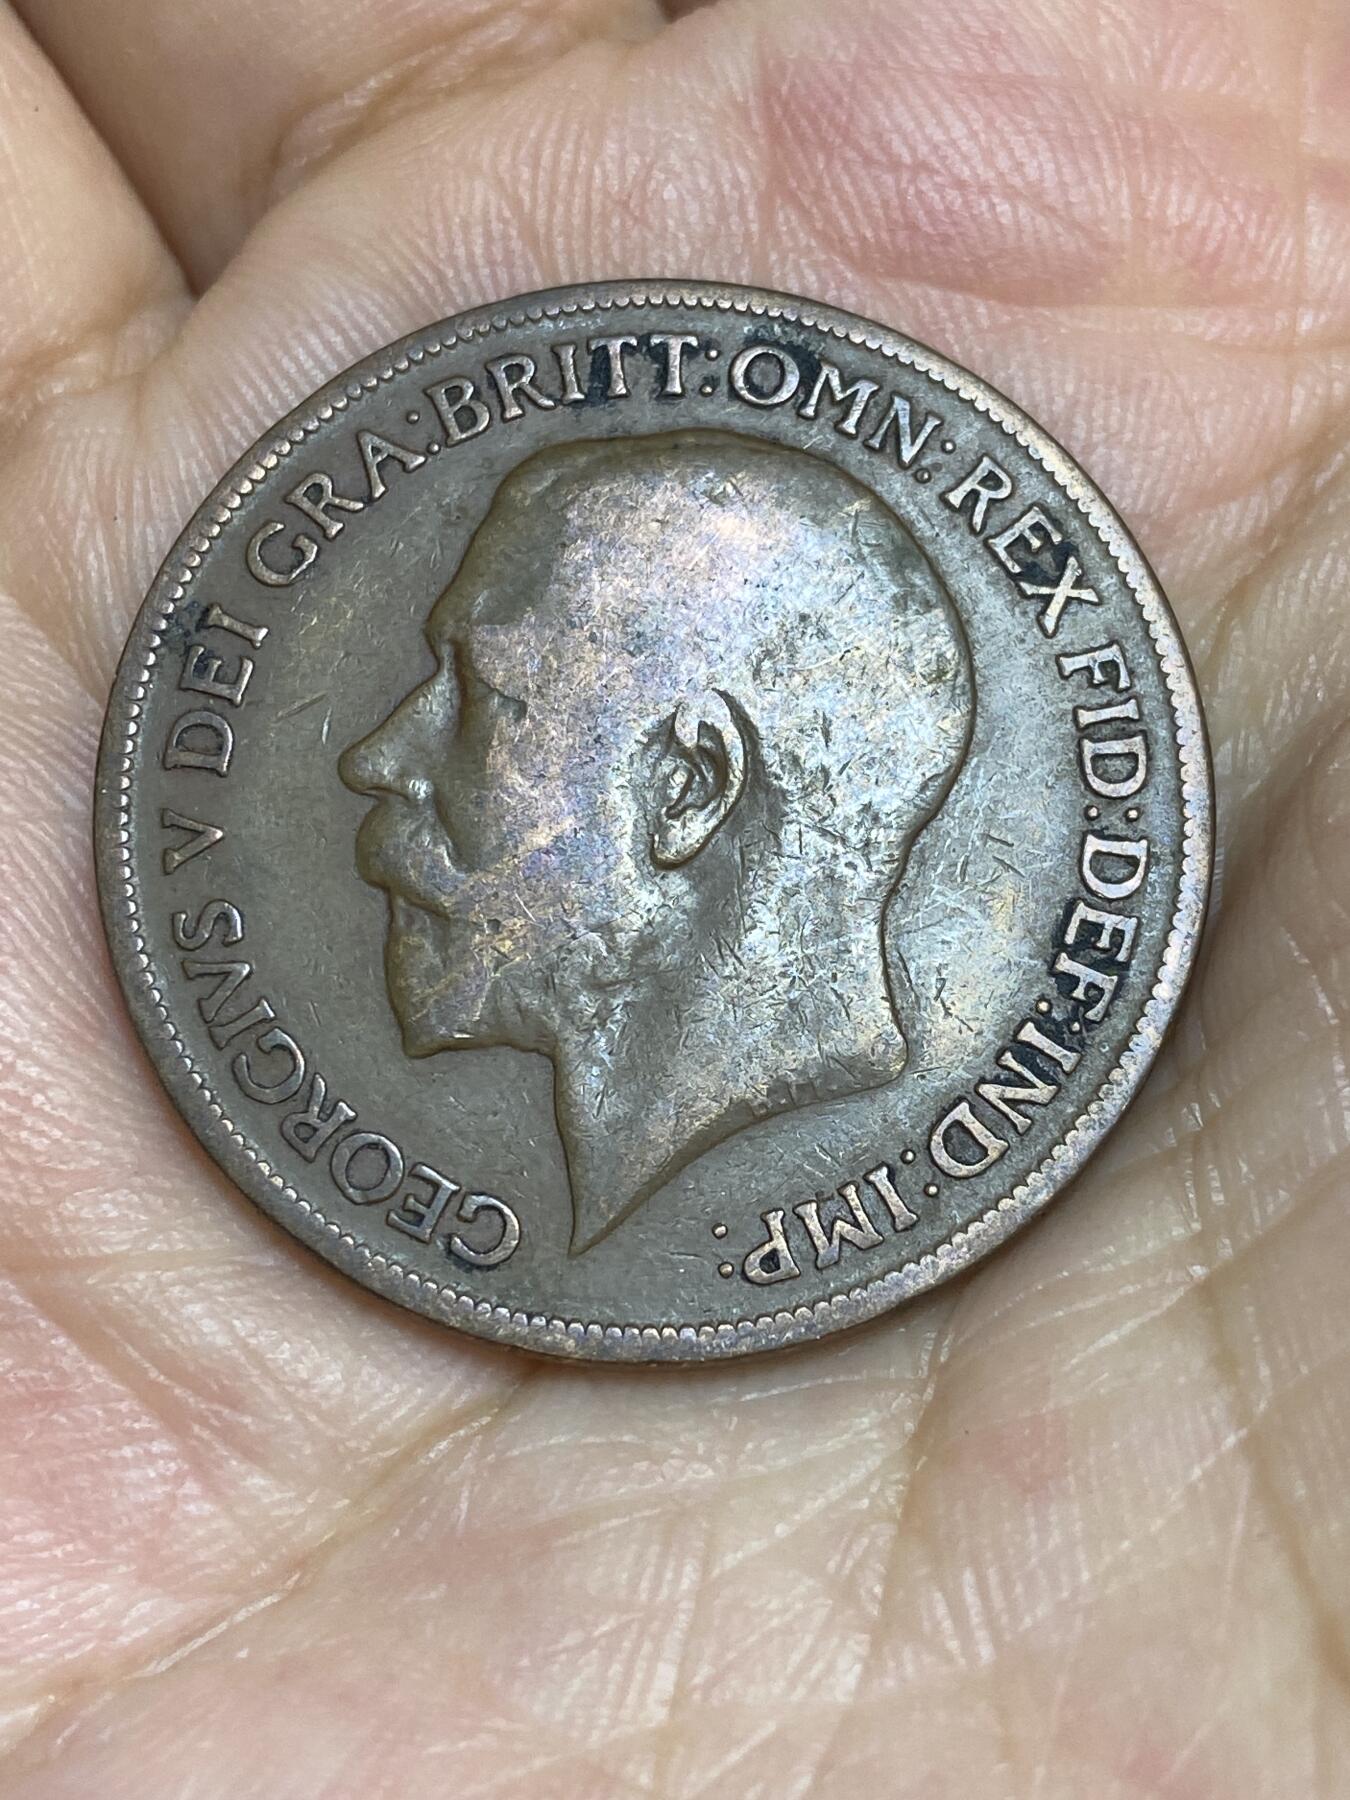 GEORGIVS V DEI GRA: BRITT: OMN: REX FID: DEF: IND: IMP: